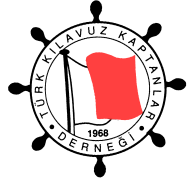 TÜRK KILAVUZ KAPTANLAR
1968
DERNEĞİ